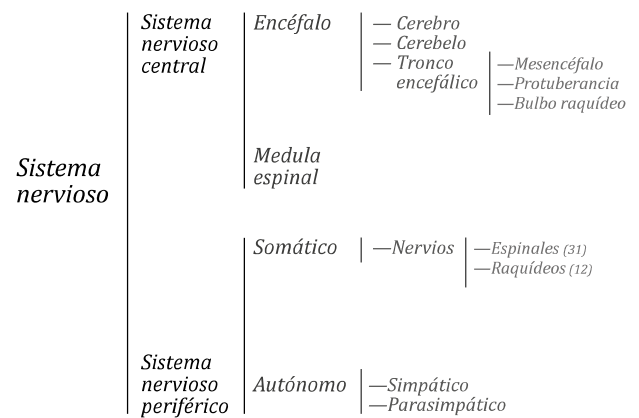 Sistema
nervioso
Sistema
nervioso
central
Encéfalo
— Cerebro
— Cerebelo
— Tronco
encefálico
—Mesencéfalo
—Protuberancia
—Bulbo raquídeo
Medula
espinal
Sistema
nervioso
periférico
Somático
—Nervios
—Espinales (31)
—Raquídeos (12)
Autónomo
—Simpático
—Parasimpático